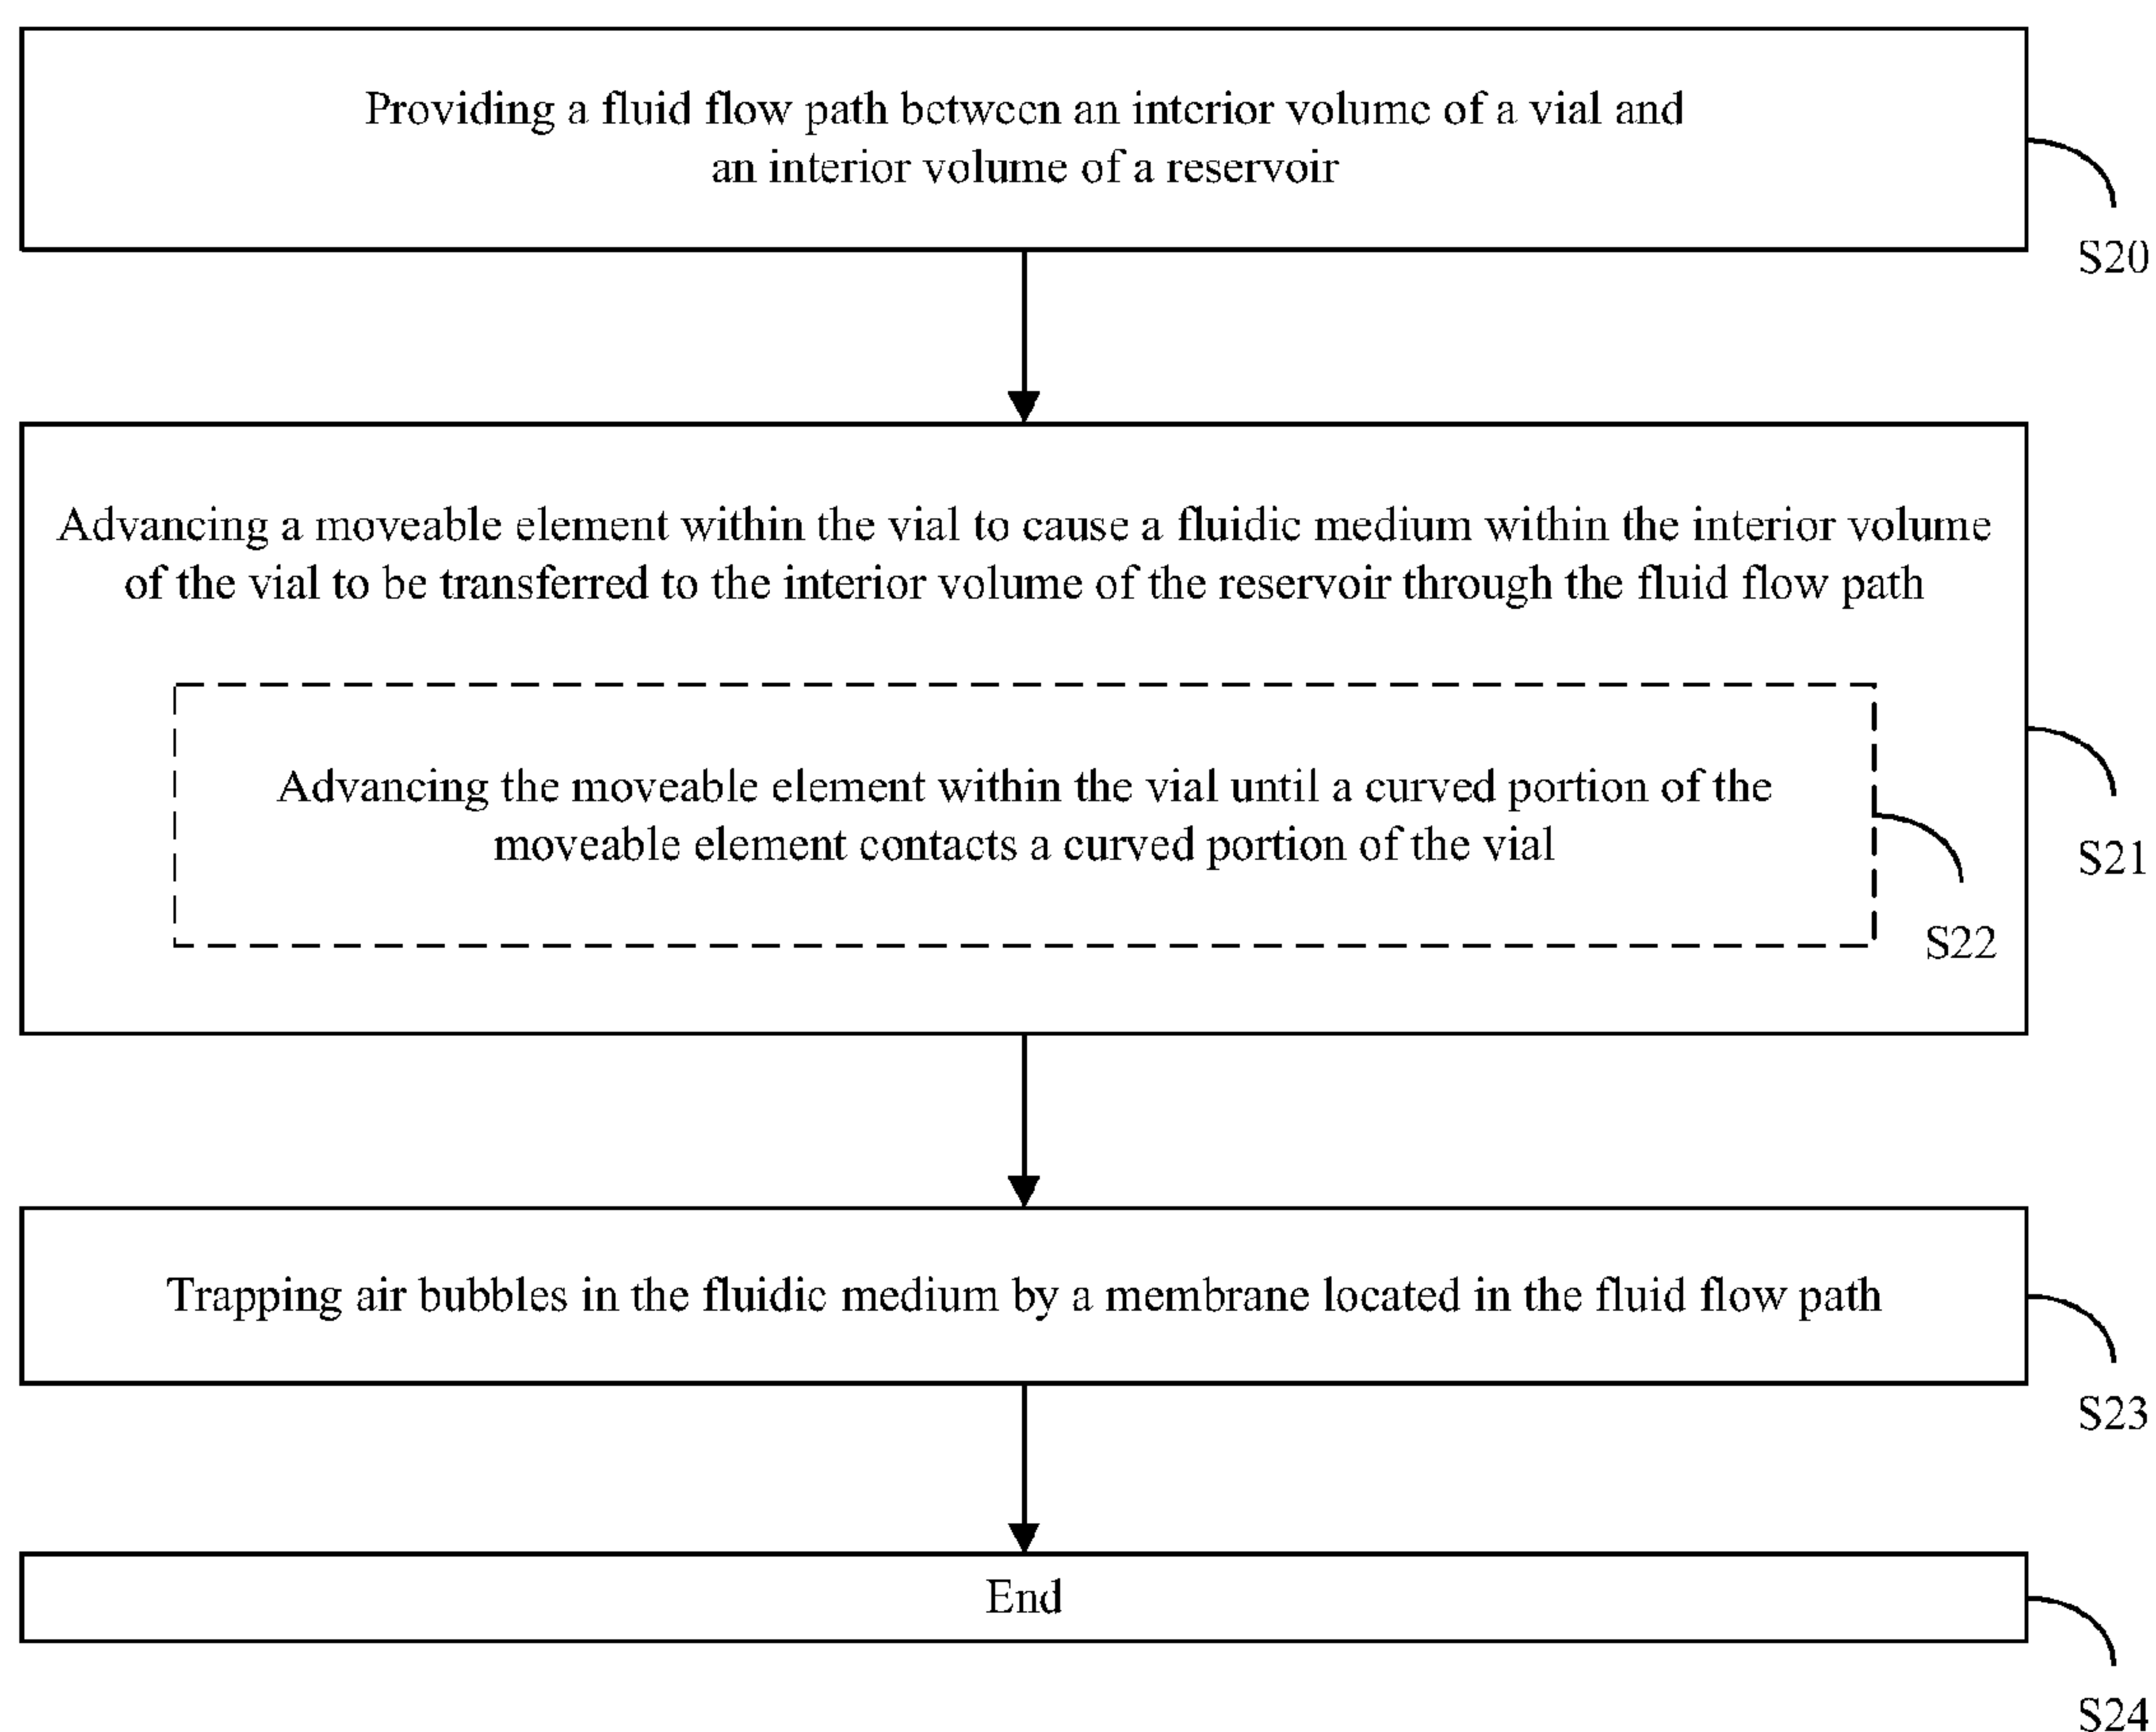 Providing a fluid flow path between an interior volume of a vial and
an interior volume of a reservoir
S20
Advancing a moveable element within the vial to cause a fluidic medium within the interior volume
of the vial to be transferred to the interior volume of the reservoir through the fluid flow path
Advancing the moveable element within the vial until a curved portion of the
moveable element contacts a curved portion of the vial
S21
S22
Trapping air bubbles in the fluidic medium by a membrane located in the fluid flow path
S23
End
S24